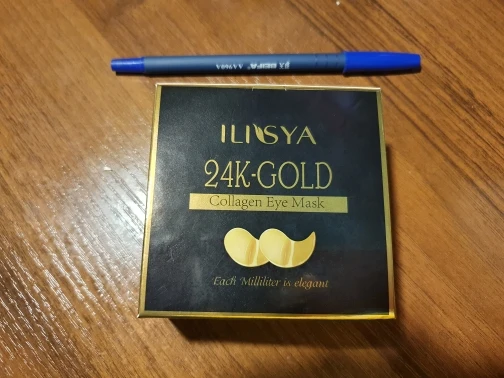 ILISYA
24K-GOLD
Collagen Eye Mask
Each Milliliter is elegant